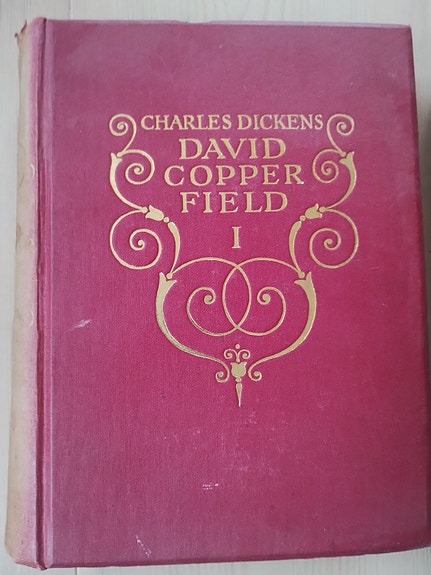 CHARLES DICKENS
DAVID
COPPER
FIELD
I